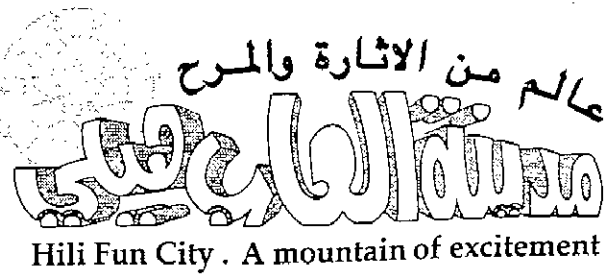 عالم من الاثارة والمرح
مدينة العاب هيلي
Hili Fun City . A mountain of excitement